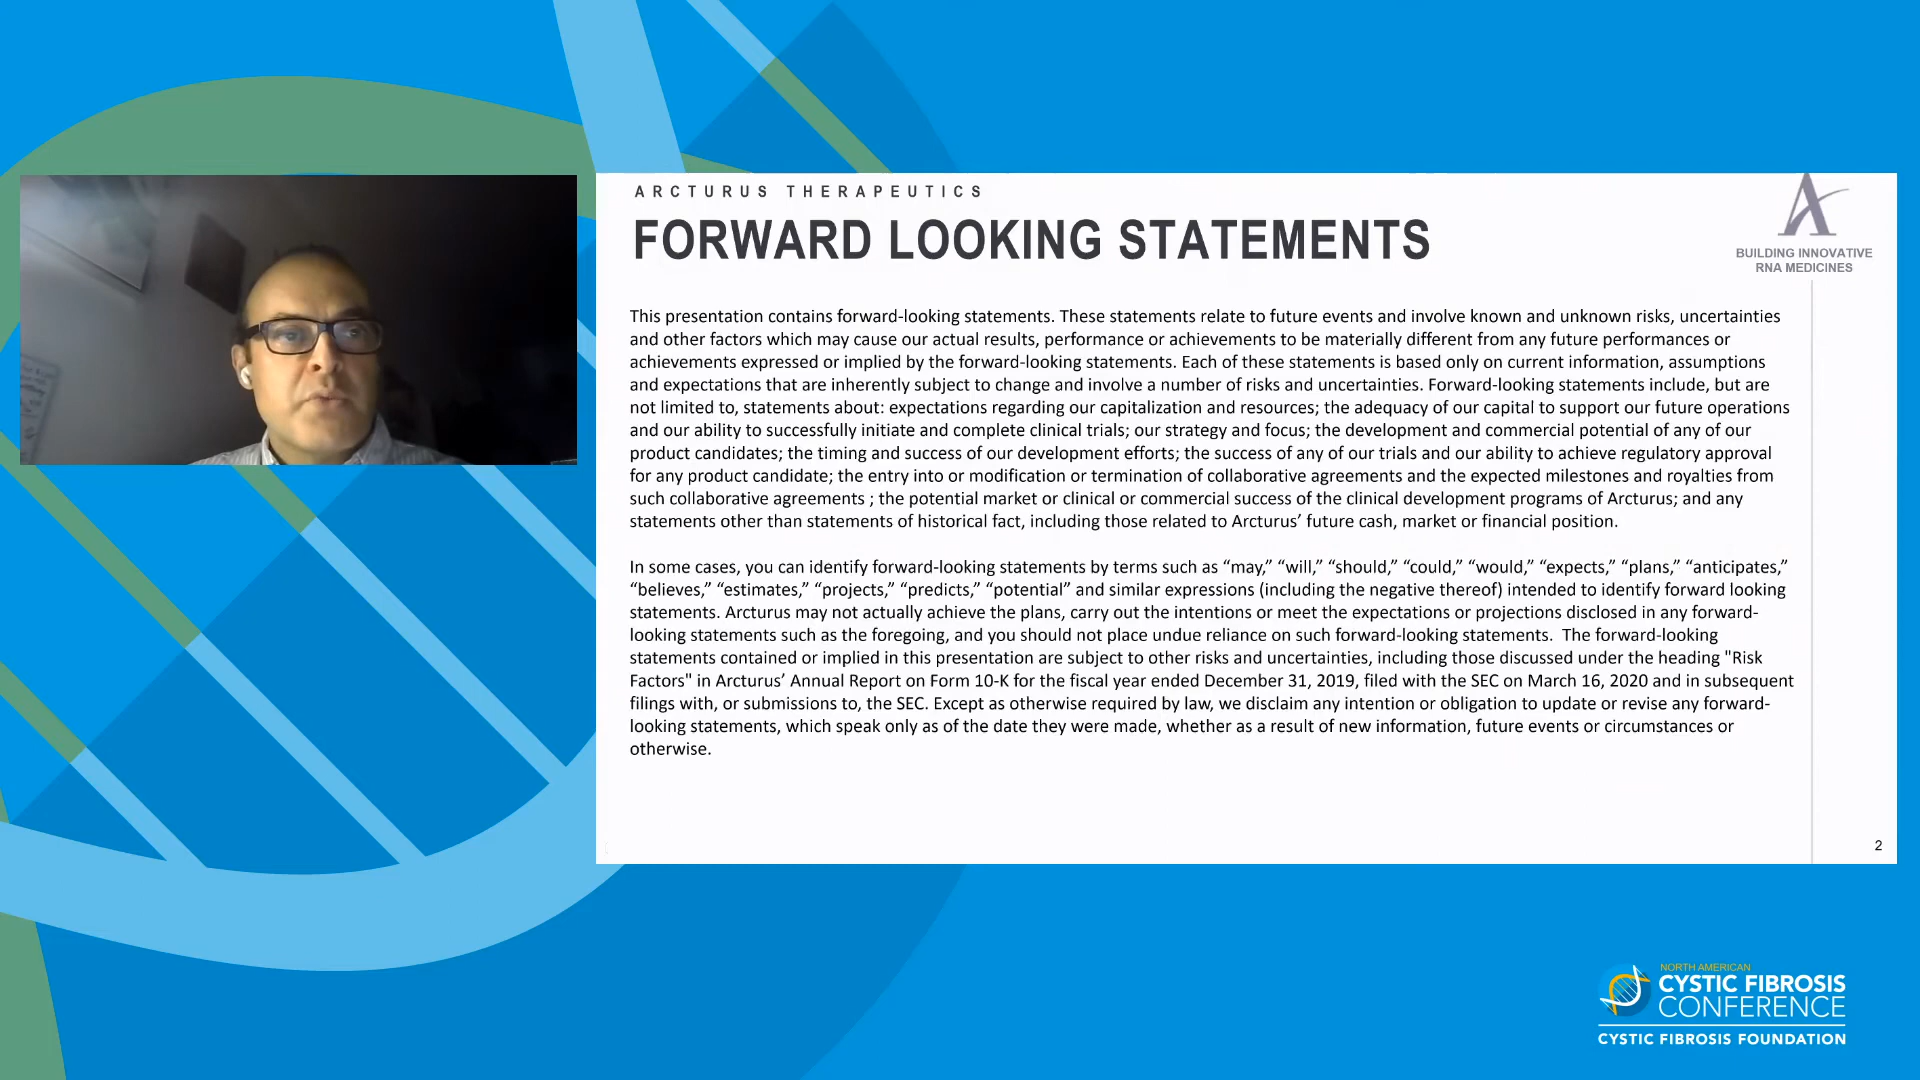 ARCTURUS THERAPEUTICS
FORWARD LOOKING STATEMENTS
BUILDING INNOVATIVE
RNA MEDICINES
This presentation contains forward-looking statements. These statements relate to future events and involve known and unknown risks, uncertainties
and other factors which may cause our actual results, performance or achievements to be materially different from any future performances or
achievements expressed or implied by the forward-looking statements. Each of these statements is based only on current information, assumptions
and expectations that are inherently subject to change and involve a number of risks and uncertainties. Forward-looking statements include, but are
not limited to, statements about: expectations regarding our capitalization and resources; the adequacy of our capital to support our future operations
and our ability to successfully initiate and complete clinical trials; our strategy and focus; the development and commercial potential of any of our
product candidates; the timing and success of our development efforts; the success of any of our trials and our ability to achieve regulatory approval
for any product candidate; the entry into or modification or termination of collaborative agreements and the expected milestones and royalties from
such collaborative agreements ; the potential market or clinical or commercial success of the clinical development programs of Arcturus; and any
statements other than statements of historical fact, including those related to Arcturus’ future cash, market or financial position.
In some cases, you can identify forward-looking statements by terms such as “may,” “will,” “should,” “could,” “would,” “expects,” “plans,” “anticipates,”
“believes,” “estimates,” “projects,” “predicts,” “potential” and similar expressions (including the negative thereof) intended to identify forward looking
statements. Arcturus may not actually achieve the plans, carry out the intentions or meet the expectations or projections disclosed in any forward-
looking statements such as the foregoing, and you should not place undue reliance on such forward-looking statements.  The forward-looking
statements contained or implied in this presentation are subject to other risks and uncertainties, including those discussed under the heading "Risk
Factors" in Arcturus’ Annual Report on Form 10-K for the fiscal year ended December 31, 2019, filed with the SEC on March 16, 2020 and in subsequent
filings with, or submissions to, the SEC. Except as otherwise required by law, we disclaim any intention or obligation to update or revise any forward-
looking statements, which speak only as of the date they were made, whether as a result of new information, future events or circumstances or
otherwise.
2
NORTH AMERICAN
CYSTIC FIBROSIS
CONFERENCE
CYSTIC FIBROSIS FOUNDATION